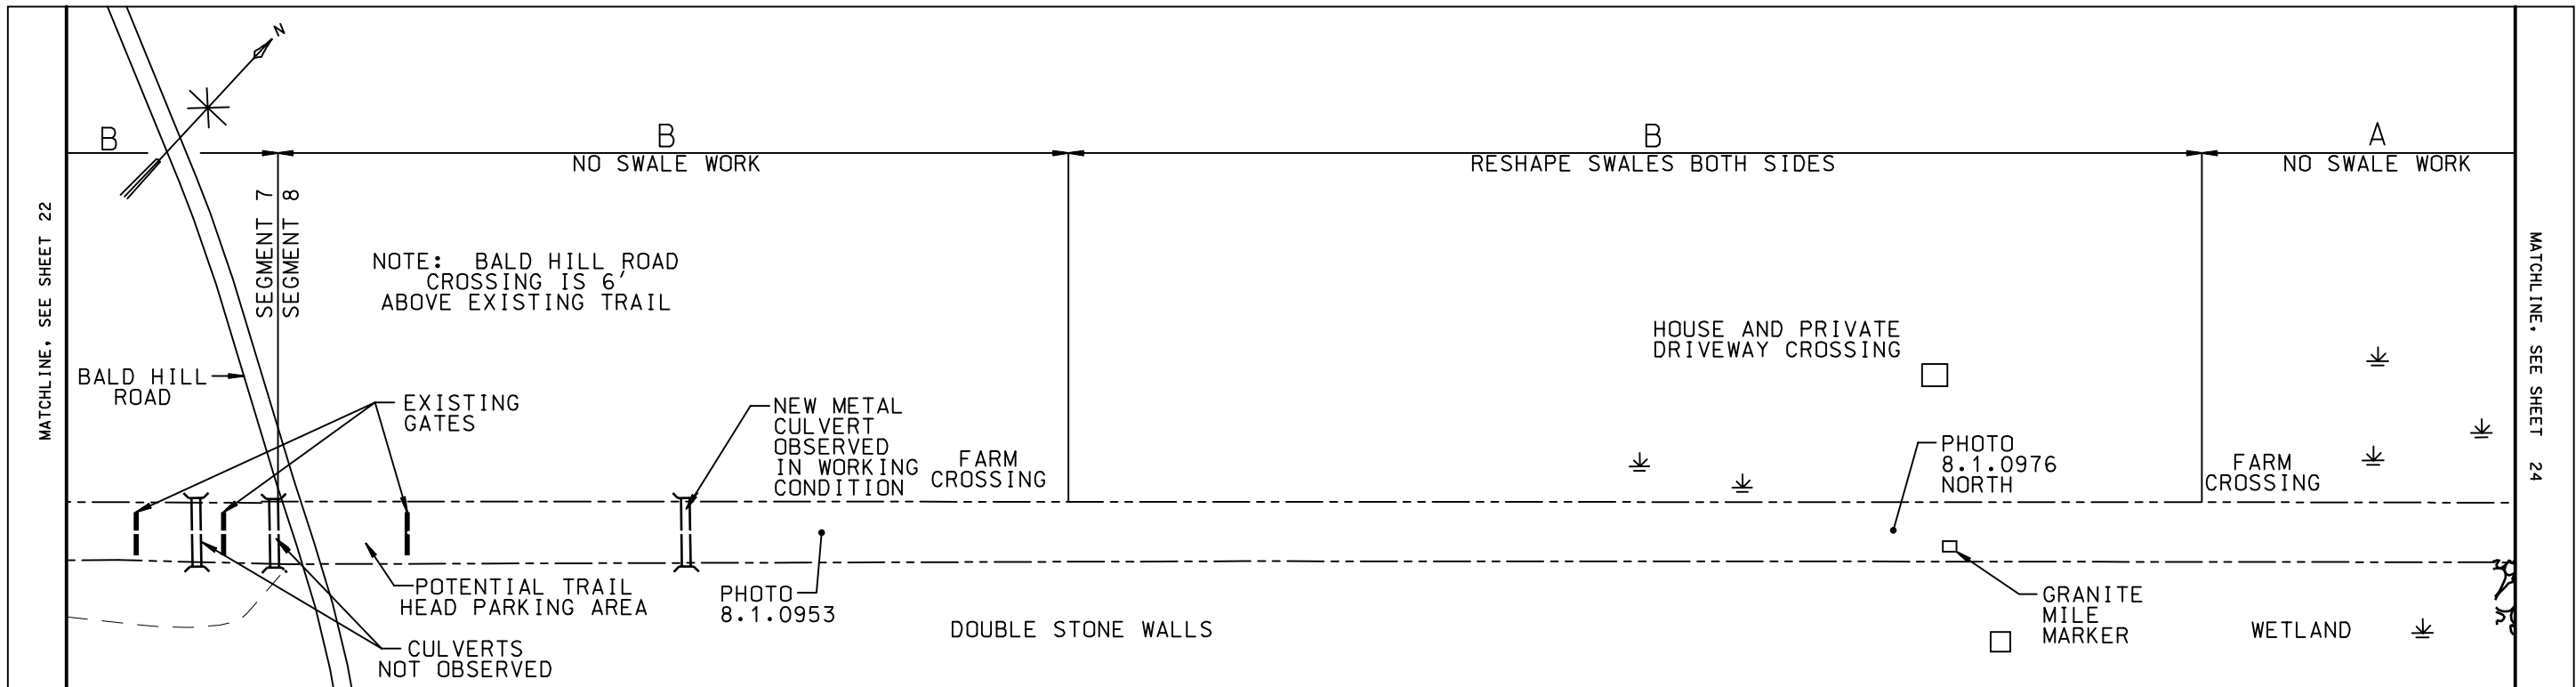 N
B
B
NO SWALE WORK
B
RESHAPE SWALES BOTH SIDES
A
NO SWALE WORK
MATCHLINE, SEE SHEET 22
SEGMENT 7
SEGMENT 8
NOTE: BALD HILL ROAD
CROSSING IS 6'
ABOVE EXISTING TRAIL
BALD HILL
ROAD
EXISTING
GATES
NEW METAL
CULVERT
OBSERVED
IN WORKING
CONDITION
FARM
CROSSING
HOUSE AND PRIVATE
DRIVEWAY CROSSING
PHOTO
8.1.0976
NORTH
FARM
CROSSING
MATCHLINE, SEE SHEET 24
POTENTIAL TRAIL
HEAD PARKING AREA
CULVERTS
NOT OBSERVED
PHOTO
8.1.0953
DOUBLE STONE WALLS
GRANITE
MILE
MARKER
WETLAND